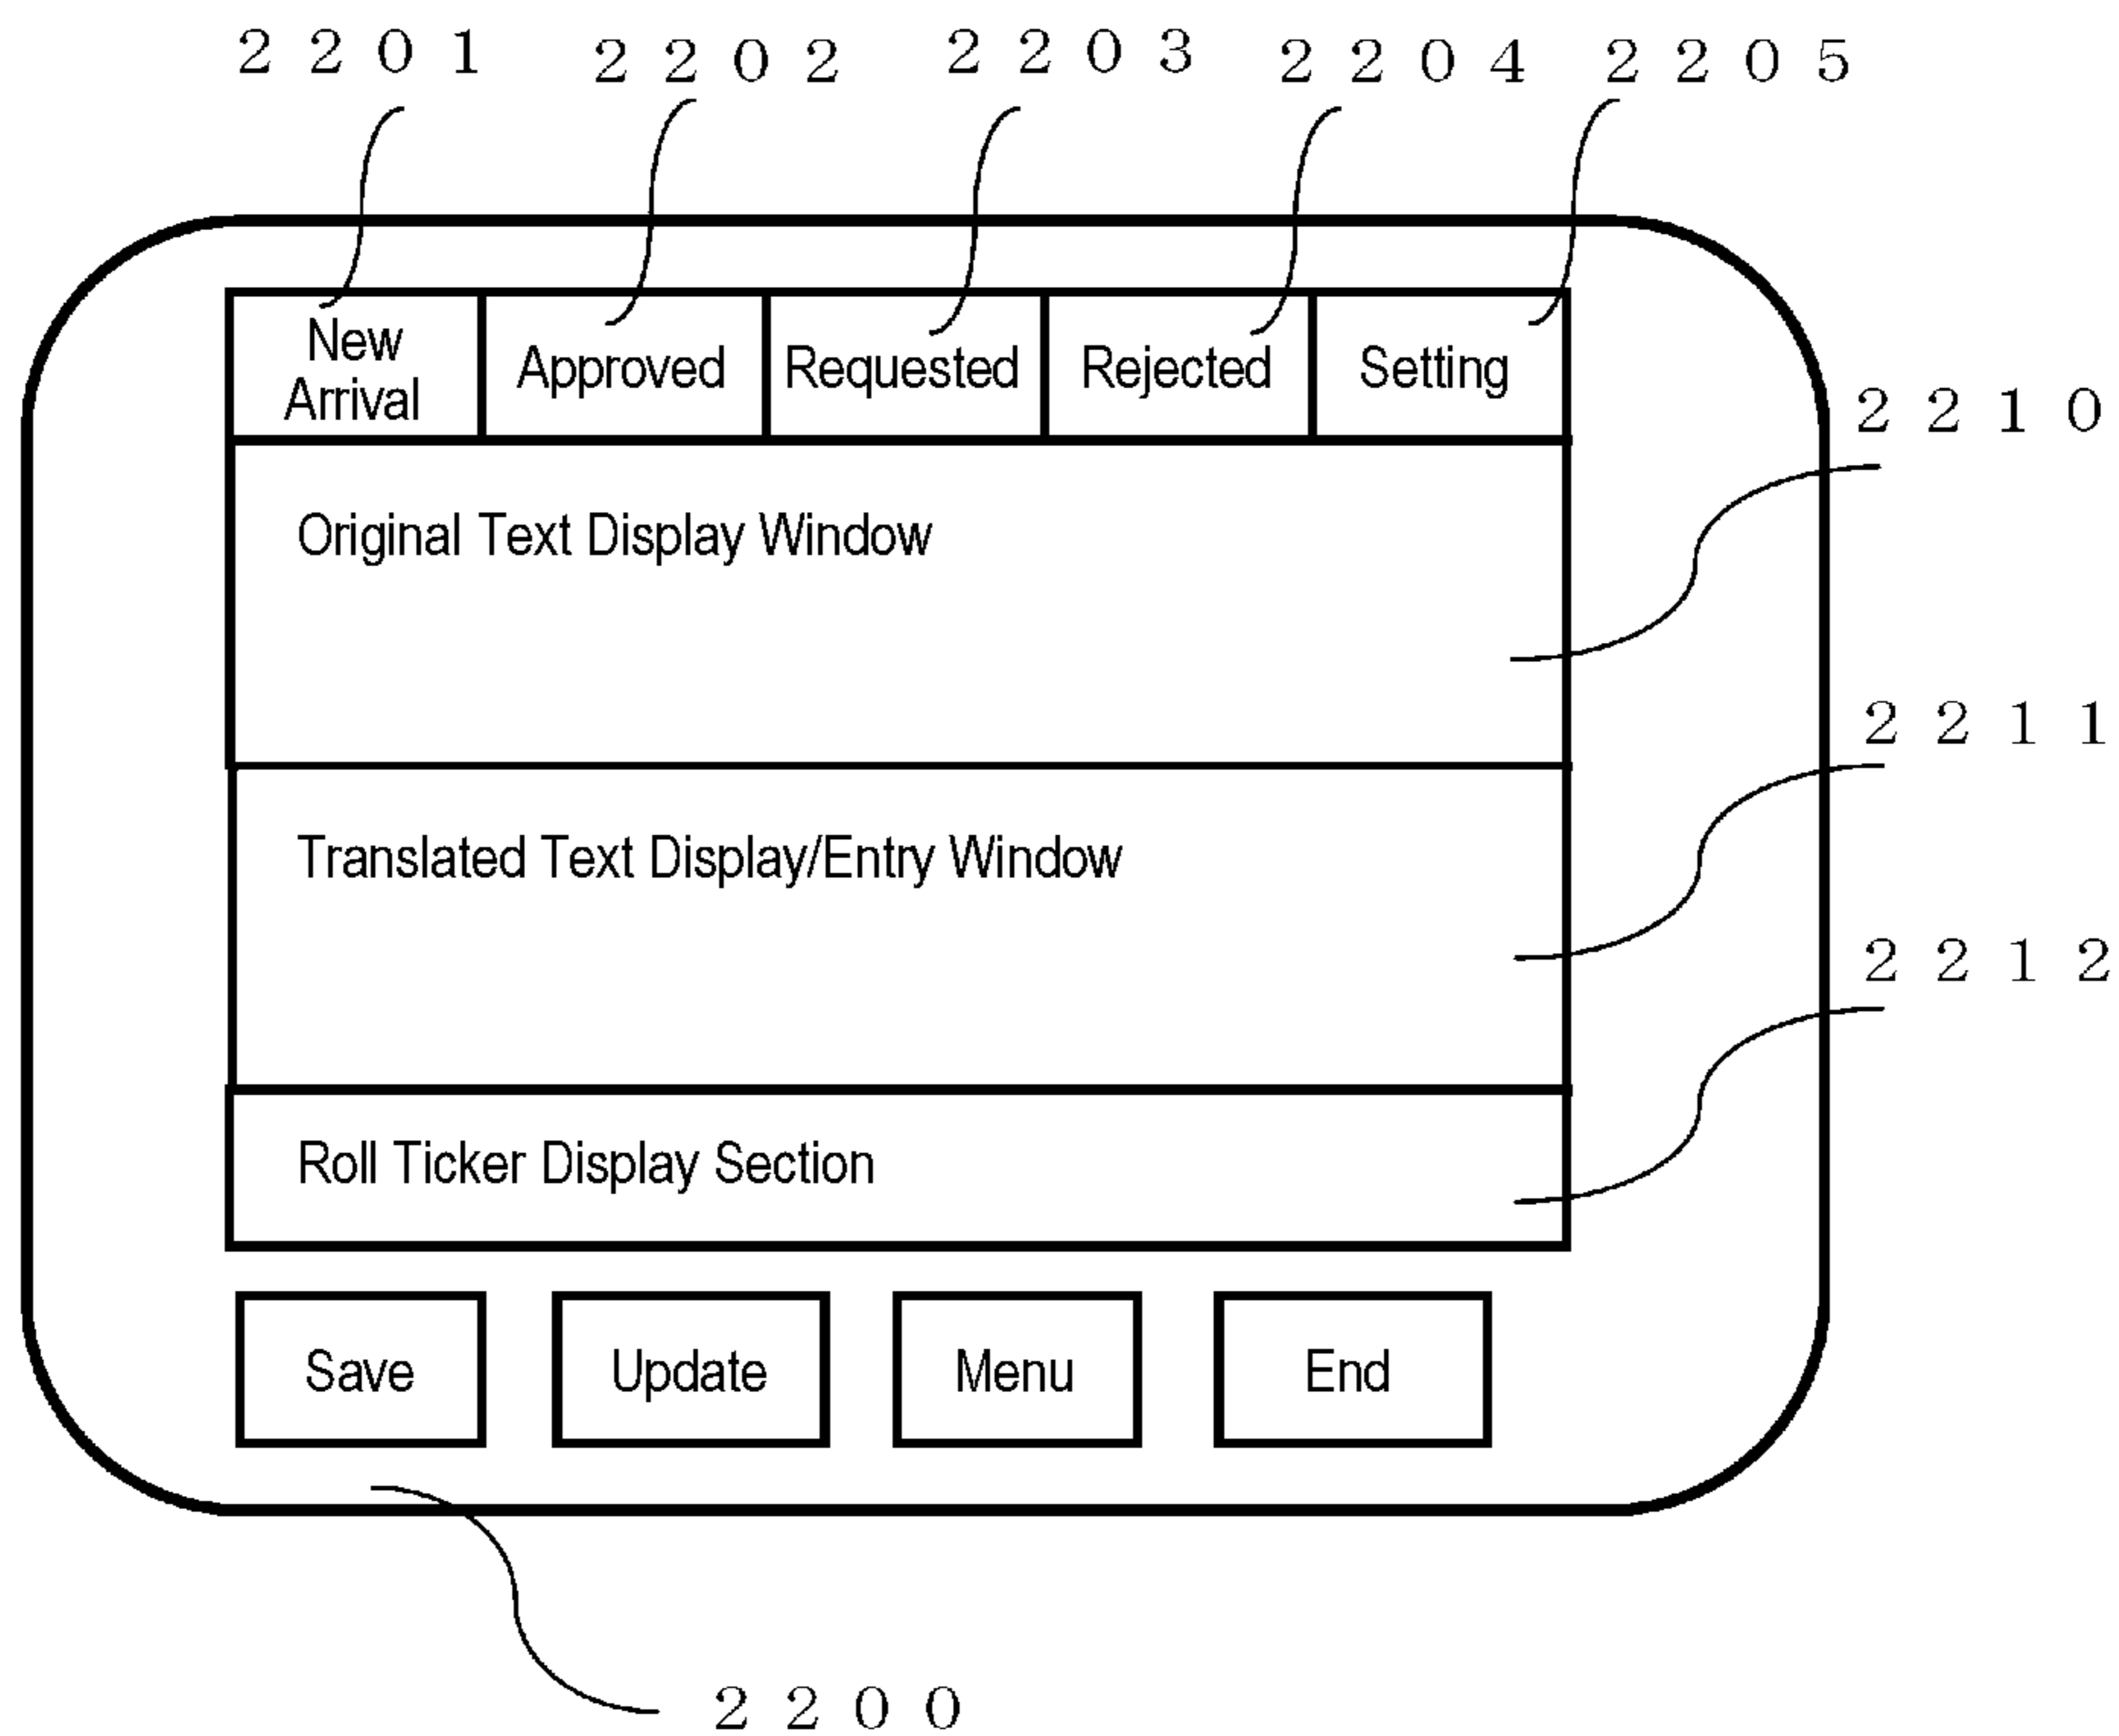 2201 2202 2203 2204 2205
New Arrival
Approved
Requested
Rejected
Setting
2210
Original Text Display Window
2211
Translated Text Display/Entry Window
2212
Roll Ticker Display Section
Save
Update
Menu
End
2200